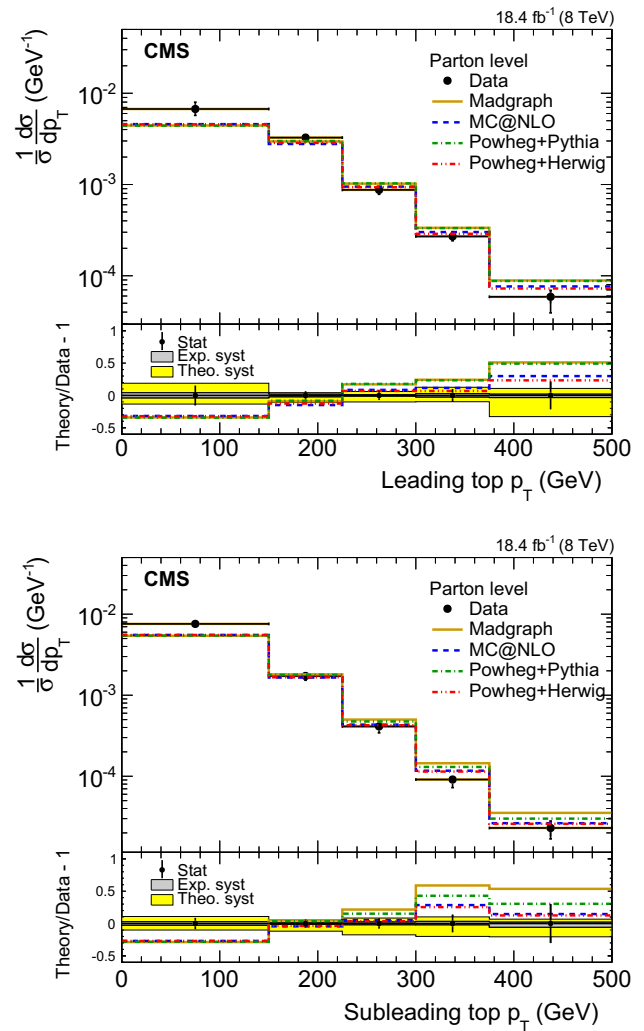 18.4 fb⁻¹ (8 TeV)
CMS
Parton level
Data
Madgraph
MC@NLO
Powheg+Pythia
Powheg+Herwig
1/σ dσ/dp_T (GeV⁻¹)
10⁻²
10⁻³
10⁻⁴
Theory/Data - 1
1
0.5
0
-0.5
Stat
Exp. syst
Theo. syst
0 100 200 300 400 500
Leading top p_T (GeV)
18.4 fb⁻¹ (8 TeV)
CMS
Parton level
Data
Madgraph
MC@NLO
Powheg+Pythia
Powheg+Herwig
1/σ dσ/dp_T (GeV⁻¹)
10⁻²
10⁻³
10⁻⁴
Theory/Data - 1
1
0.5
0
-0.5
Stat
Exp. syst
Theo. syst
0 100 200 300 400 500
Subleading top p_T (GeV)